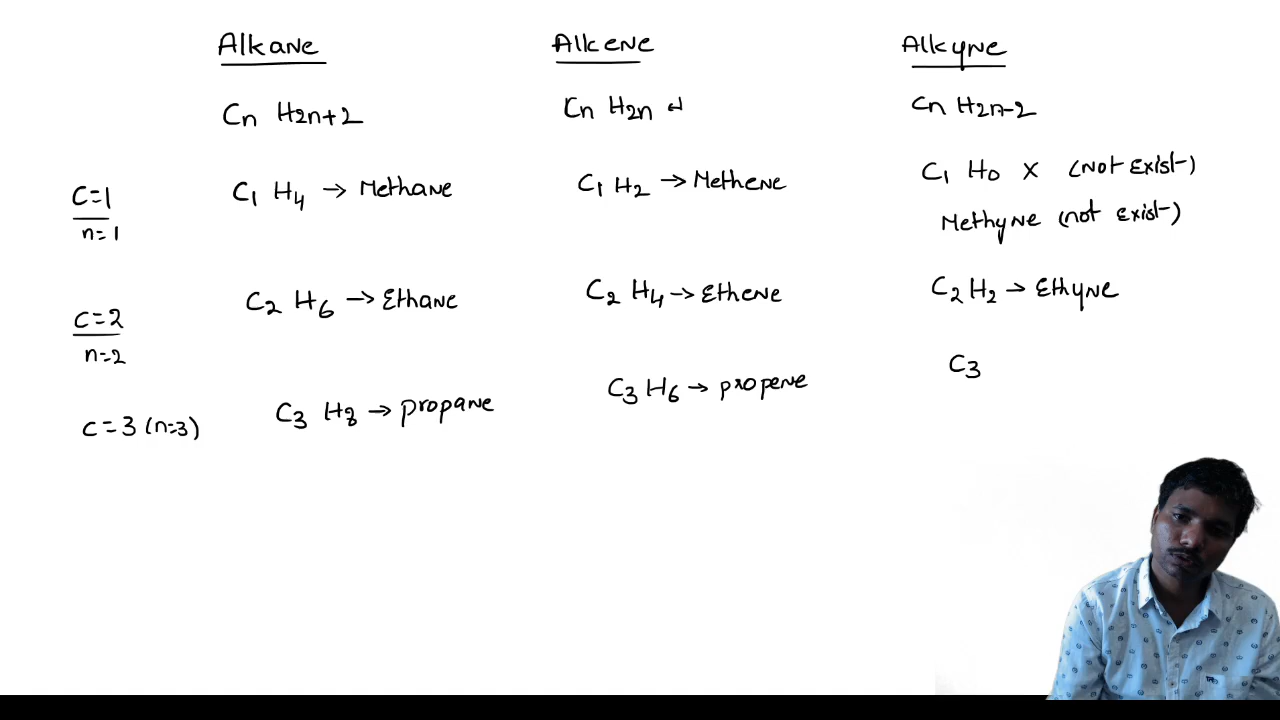 Alkane Alkene Alkyne
Cn H2n+2 Cn H2n Cn H2n-2
C=1 C1 H4 → Methane C1 H2 → Methene C1 H0 X (not Exist)
n=1 Methyne (not Exist)
C=2 C2 H6 → Ethane C2 H4 → Ethene C2 H2 → Ethyne
n=2
C=3 (n=3) C3 H8 → propane C3 H6 → propene C3